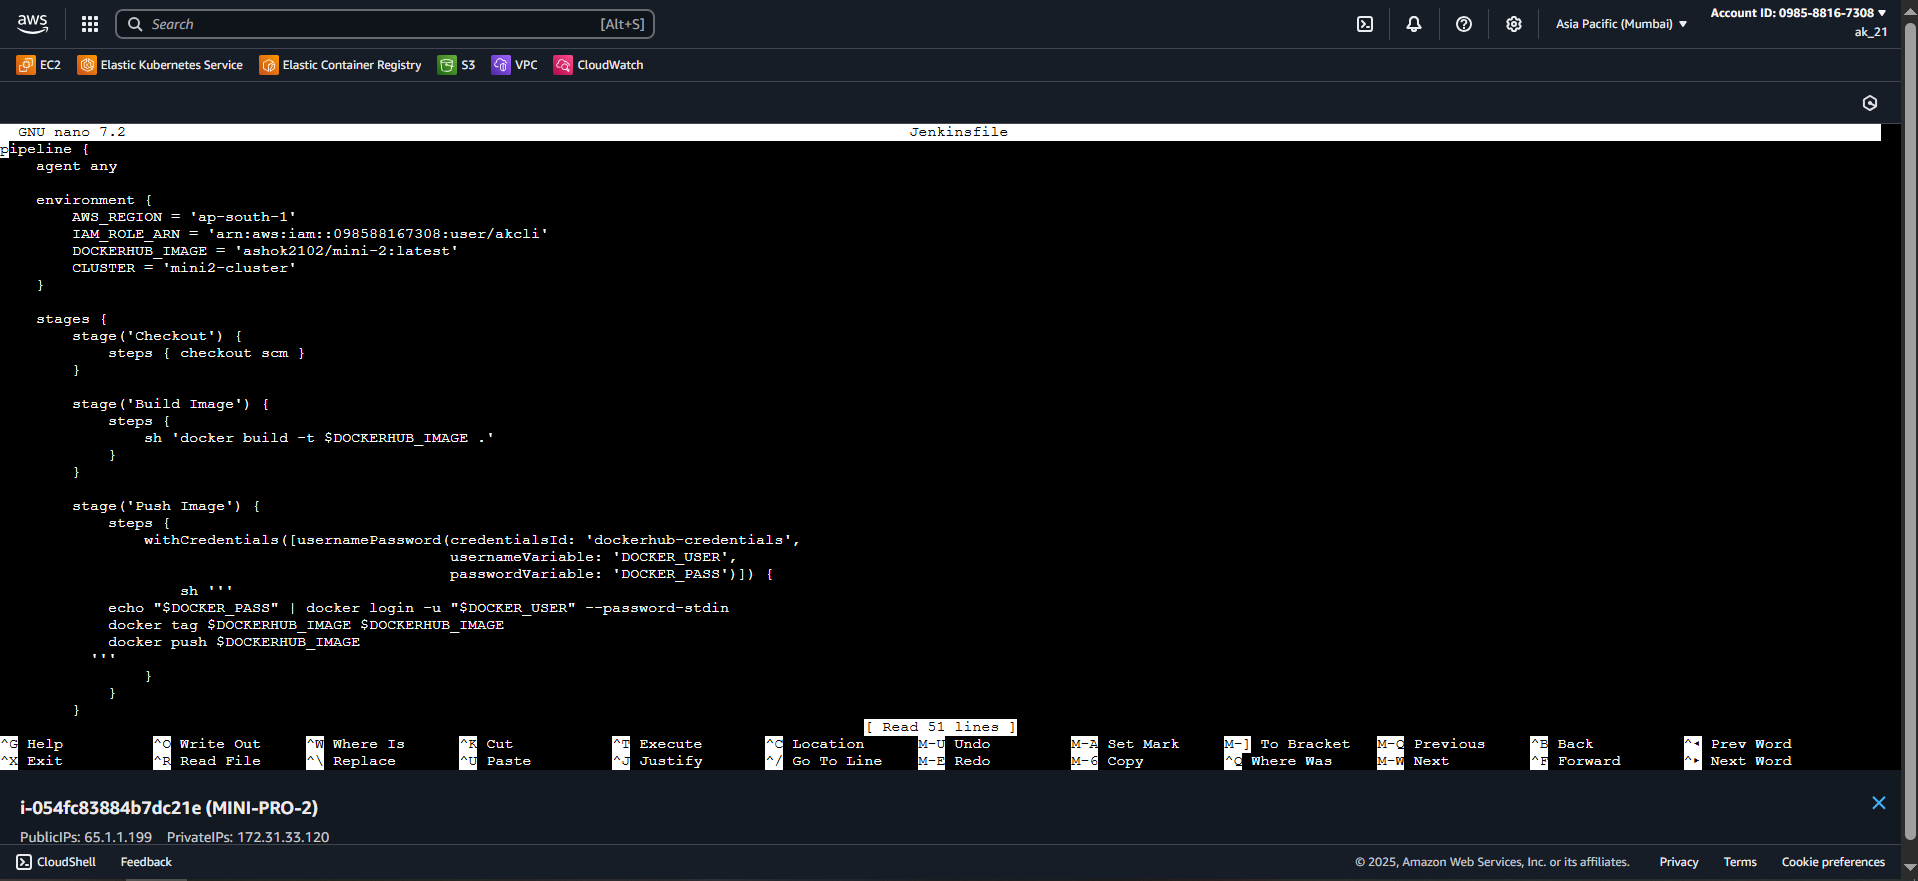 aws Search [Alt+S] Asia Pacific (Mumbai) ▼ Account ID: 0985-8816-7308 ▼
ak_21
EC2 Elastic Kubernetes Service Elastic Container Registry S3 VPC CloudWatch
GNU nano 7.2 Jenkinsfile
pipeline {
    agent any

    environment {
        AWS_REGION = 'ap-south-1'
        IAM_ROLE_ARN = 'arn:aws:iam::098588167308:user/akcli'
        DOCKERHUB_IMAGE = 'ashok2102/mini-2:latest'
        CLUSTER = 'mini2-cluster'
    }

    stages {
        stage('Checkout') {
            steps { checkout scm }
        }

        stage('Build Image') {
            steps {
                sh 'docker build -t $DOCKERHUB_IMAGE .'
            }
        }

        stage('Push Image') {
            steps {
                withCredentials([usernamePassword(credentialsId: 'dockerhub-credentials',
                                                  usernameVariable: 'DOCKER_USER',
                                                  passwordVariable: 'DOCKER_PASS')]) {
                    sh '''
            echo "$DOCKER_PASS" | docker login -u "$DOCKER_USER" --password-stdin
            docker tag $DOCKERHUB_IMAGE $DOCKERHUB_IMAGE
            docker push $DOCKERHUB_IMAGE
          '''
                }
            }
        }
[ Read 51 lines ]
^G Help ^O Write Out ^W Where Is ^K Cut ^T Execute ^C Location M-U Undo M-A Set Mark M-] To Bracket M-Q Previous ^B Back ^◂ Prev Word
^X Exit ^R Read File ^\ Replace ^U Paste ^J Justify ^/ Go To Line M-E Redo M-6 Copy ^Q Where Was M-W Next ^F Forward ^▸ Next Word
i-054fc83884b7dc21e (MINI-PRO-2)
PublicIPs: 65.1.1.199 PrivateIPs: 172.31.33.120
CloudShell Feedback © 2025, Amazon Web Services, Inc. or its affiliates. Privacy Terms Cookie preferences